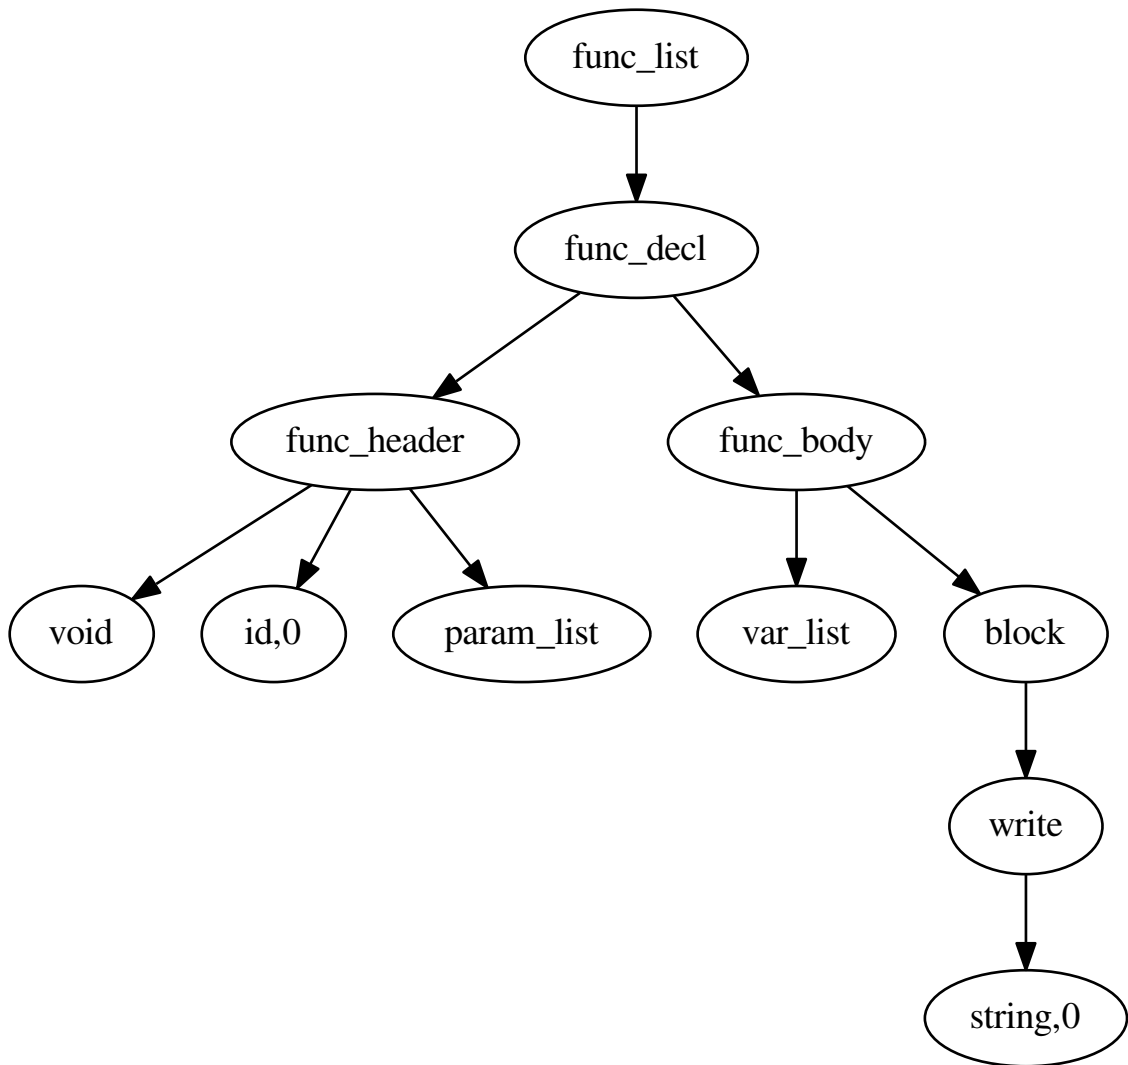 func_list
func_decl
func_header
func_body
void
id,0
param_list
var_list
block
write
string,0